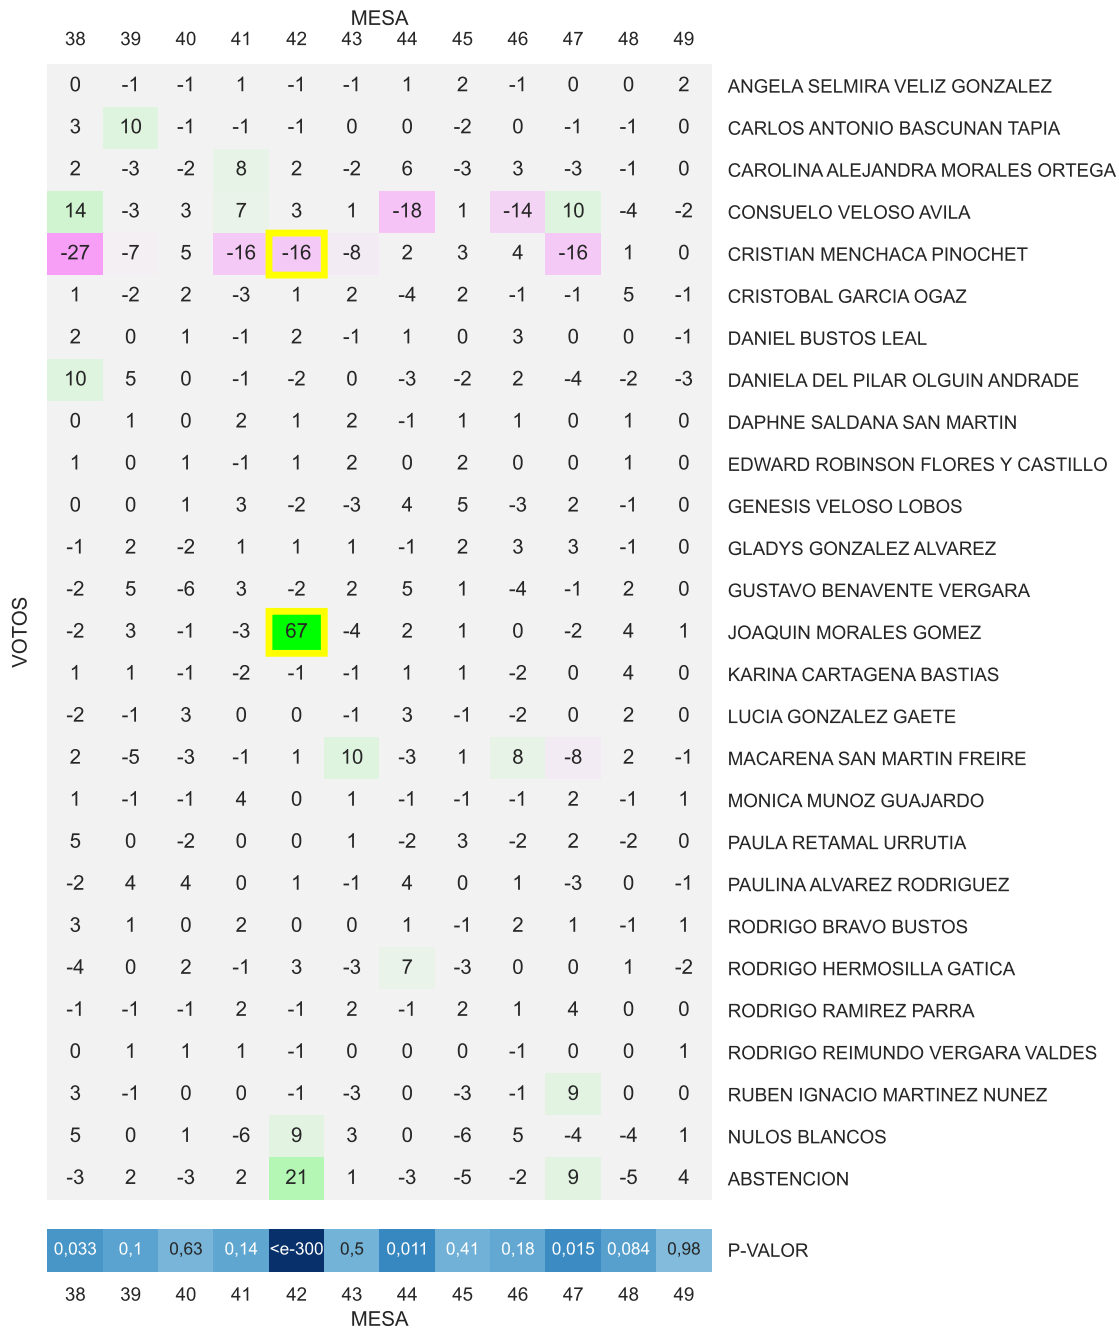 MESA
38 39 40 41 42 43 44 45 46 47 48 49
0 -1 -1 1 -1 -1 1 2 -1 0 0 2 ANGELA SELMIRA VELIZ GONZALEZ
3 10 -1 -1 -1 0 0 -2 0 -1 -1 0 CARLOS ANTONIO BASCUNAN TAPIA
2 -3 -2 8 2 -2 6 -3 3 -3 -1 0 CAROLINA ALEJANDRA MORALES ORTEGA
14 -3 3 7 3 1 -18 1 -14 10 -4 -2 CONSUELO VELOSO AVILA
-27 -7 5 -16 -16 -8 2 3 4 -16 1 0 CRISTIAN MENCHACA PINOCHET
1 -2 2 -3 1 2 -4 2 -1 -1 5 -1 CRISTOBAL GARCIA OGAZ
2 0 1 -1 2 -1 1 0 3 0 0 -1 DANIEL BUSTOS LEAL
10 5 0 -1 -2 0 -3 -2 2 -4 -2 -3 DANIELA DEL PILAR OLGUIN ANDRADE
0 1 0 2 1 2 -1 1 1 0 1 0 DAPHNE SALDANA SAN MARTIN
1 0 1 -1 1 2 0 2 0 0 1 0 EDWARD ROBINSON FLORES Y CASTILLO
0 0 1 3 -2 -3 4 5 -3 2 -1 0 GENESIS VELOSO LOBOS
-1 2 -2 1 1 1 -1 2 3 3 -1 0 GLADYS GONZALEZ ALVAREZ
-2 5 -6 3 -2 2 5 1 -4 -1 2 0 GUSTAVO BENAVENTE VERGARA
VOTOS
-2 3 -1 -3 67 -4 2 1 0 -2 4 1 JOAQUIN MORALES GOMEZ
1 1 -1 -2 -1 -1 1 1 -2 0 4 0 KARINA CARTAGENA BASTIAS
-2 -1 3 0 0 -1 3 -1 -2 0 2 0 LUCIA GONZALEZ GAETE
2 -5 -3 -1 1 10 -3 1 8 -8 2 -1 MACARENA SAN MARTIN FREIRE
1 -1 -1 4 0 1 -1 -1 -1 2 -1 1 MONICA MUNOZ GUAJARDO
5 0 -2 0 0 1 -2 3 -2 2 -2 0 PAULA RETAMAL URRUTIA
-2 4 4 0 1 -1 4 0 1 -3 0 -1 PAULINA ALVAREZ RODRIGUEZ
3 1 0 2 0 0 1 -1 2 1 -1 1 RODRIGO BRAVO BUSTOS
-4 0 2 -1 3 -3 7 -3 0 0 1 -2 RODRIGO HERMOSILLA GATICA
-1 -1 -1 2 -1 2 -1 2 1 4 0 0 RODRIGO RAMIREZ PARRA
0 1 1 1 -1 0 0 0 -1 0 0 1 RODRIGO REIMUNDO VERGARA VALDES
3 -1 0 0 -1 -3 0 -3 -1 9 0 0 RUBEN IGNACIO MARTINEZ NUNEZ
5 0 1 -6 9 3 0 -6 5 -4 -4 1 NULOS BLANCOS
-3 2 -3 2 21 1 -3 -5 -2 9 -5 4 ABSTENCION
0,033 0,1 0,63 0,14 <e-300 0,5 0,011 0,41 0,18 0,015 0,084 0,98 P-VALOR
38 39 40 41 42 43 44 45 46 47 48 49
MESA